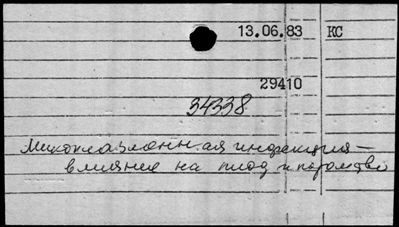 13.06.83 КС
29410
34338
Микоплазменная инфекция –
влияние на плод и потомство